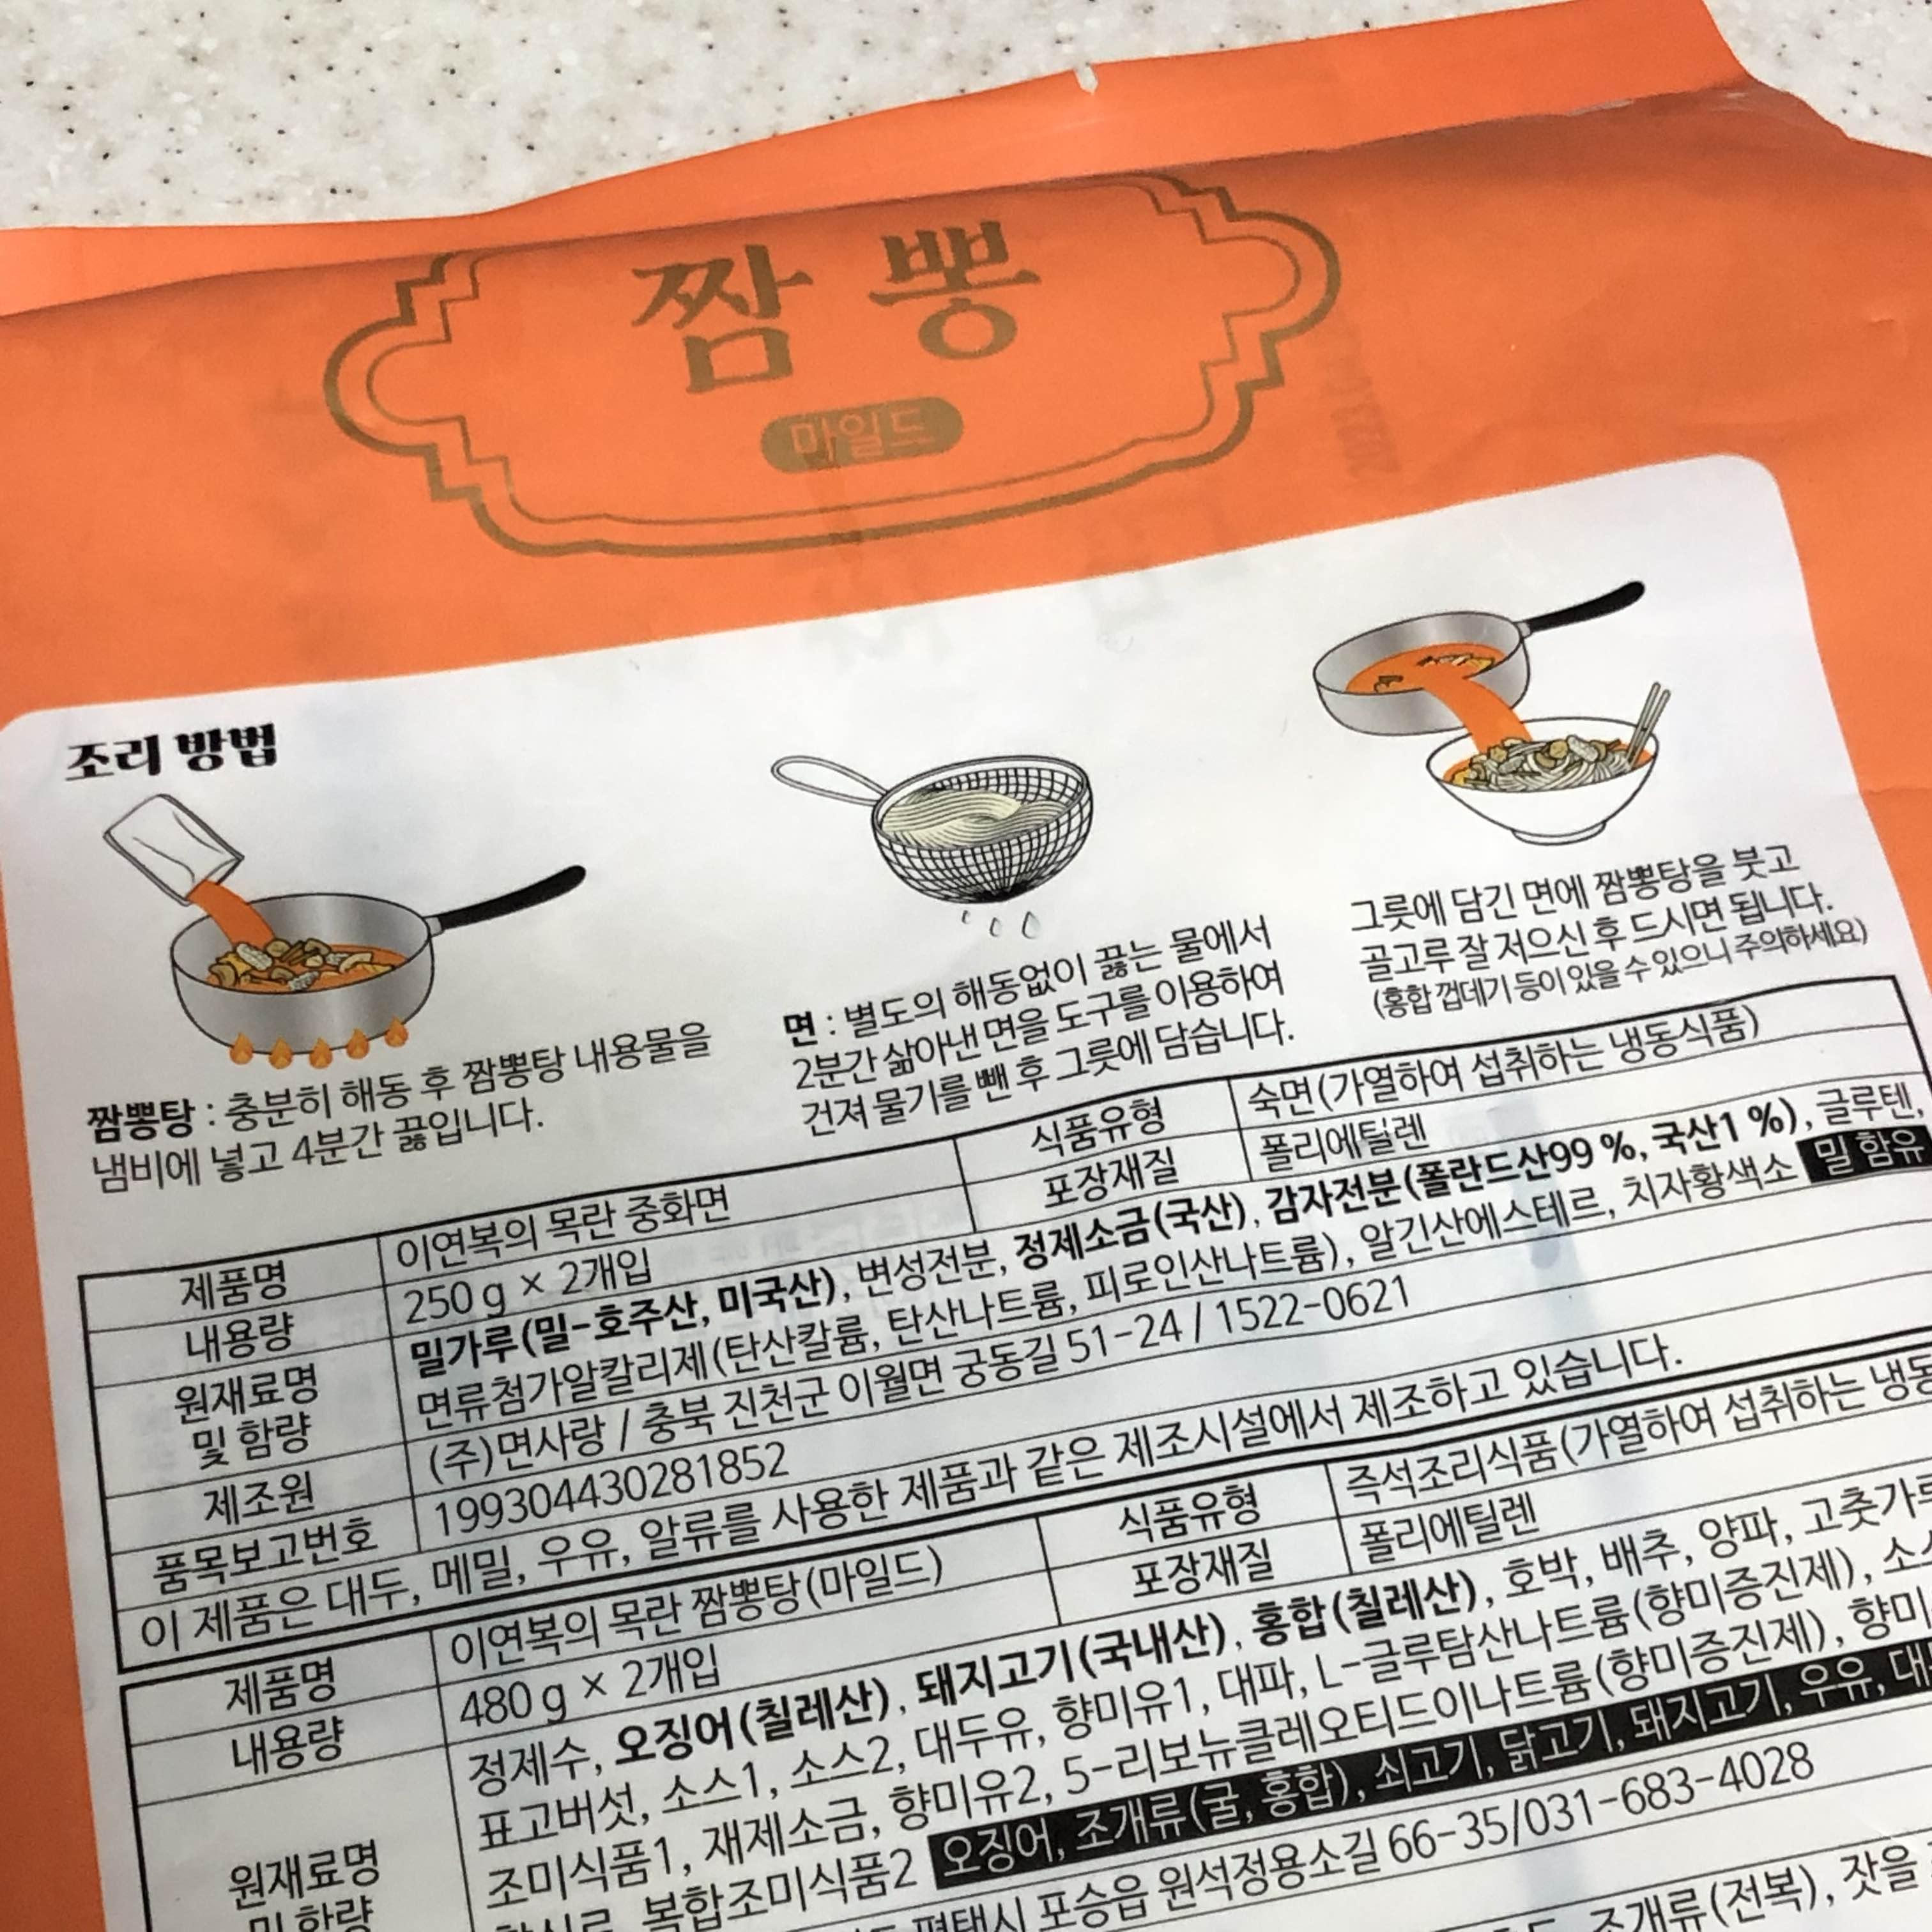 짬뽕
마일드
조리 방법
짬뽕탕 : 충분히 해동 후 짬뽕탕 내용물을
냄비에 넣고 4분간 끓입니다.
면 : 별도의 해동없이 끓는 물에서
2분간 삶아낸 면을 도구를 이용하여
건져 물기를 뺀 후 그릇에 담습니다.
그릇에 담긴 면에 짬뽕탕을 붓고
골고루 잘 저으신 후 드시면 됩니다.
(홍합 껍데기 등이 있을 수 있으니 주의하세요)
제품명 이연복의 목란 중화면 식품유형 숙면(가열하여 섭취하는 냉동식품)
내용량 250 g × 2개입 포장재질 폴리에틸렌
원재료명 밀가루(밀-호주산, 미국산), 변성전분, 정제소금(국산), 감자전분(폴란드산99 %, 국산1 %), 글루텐,
및 함량 면류첨가알칼리제(탄산칼륨, 탄산나트륨, 피로인산나트륨), 알긴산에스테르, 치자황색소 밀 함유
제조원 (주)면사랑 / 충북 진천군 이월면 궁동길 51-24 / 1522-0621
품목보고번호 199304430281852
이 제품은 대두, 메밀, 우유, 알류를 사용한 제품과 같은 제조시설에서 제조하고 있습니다.
제품명 이연복의 목란 짬뽕탕(마일드) 식품유형 즉석조리식품(가열하여 섭취하는 냉동
내용량 480 g × 2개입 포장재질 폴리에틸렌
원재료명 정제수, 오징어(칠레산), 돼지고기(국내산), 홍합(칠레산), 호박, 배추, 양파, 고춧가루
및 함량 표고버섯, 소스1, 소스2, 대두유, 향미유1, 대파, L-글루탐산나트륨(향미증진제), 소스
조미식품1, 재제소금, 향미유2, 5-리보뉴클레오티드이나트륨(향미증진제), 향미
복합조미식품2 오징어, 조개류(굴, 홍합), 쇠고기, 닭고기, 돼지고기, 우유, 대
평택시 포승읍 원석정용소길 66-35/031-683-4028
조개류(전복), 잣을